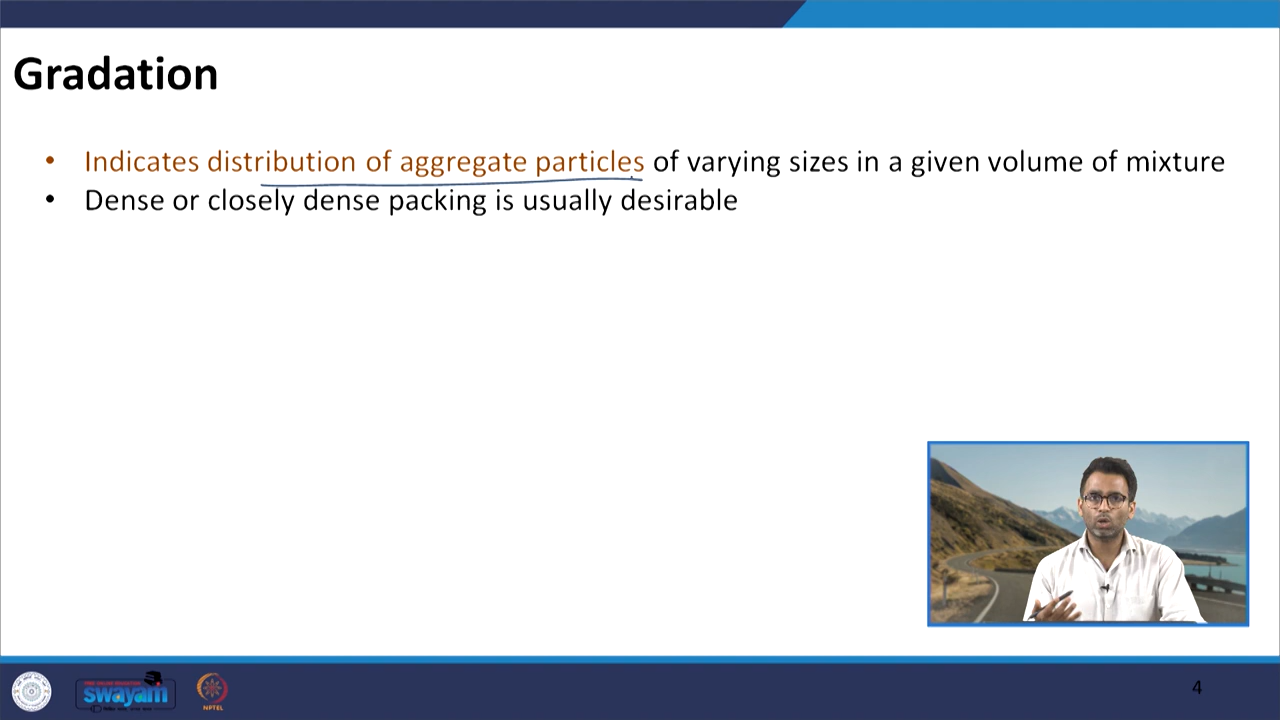 Gradation
• Indicates distribution of aggregate particles of varying sizes in a given volume of mixture
• Dense or closely dense packing is usually desirable
swayam
NPTEL
4